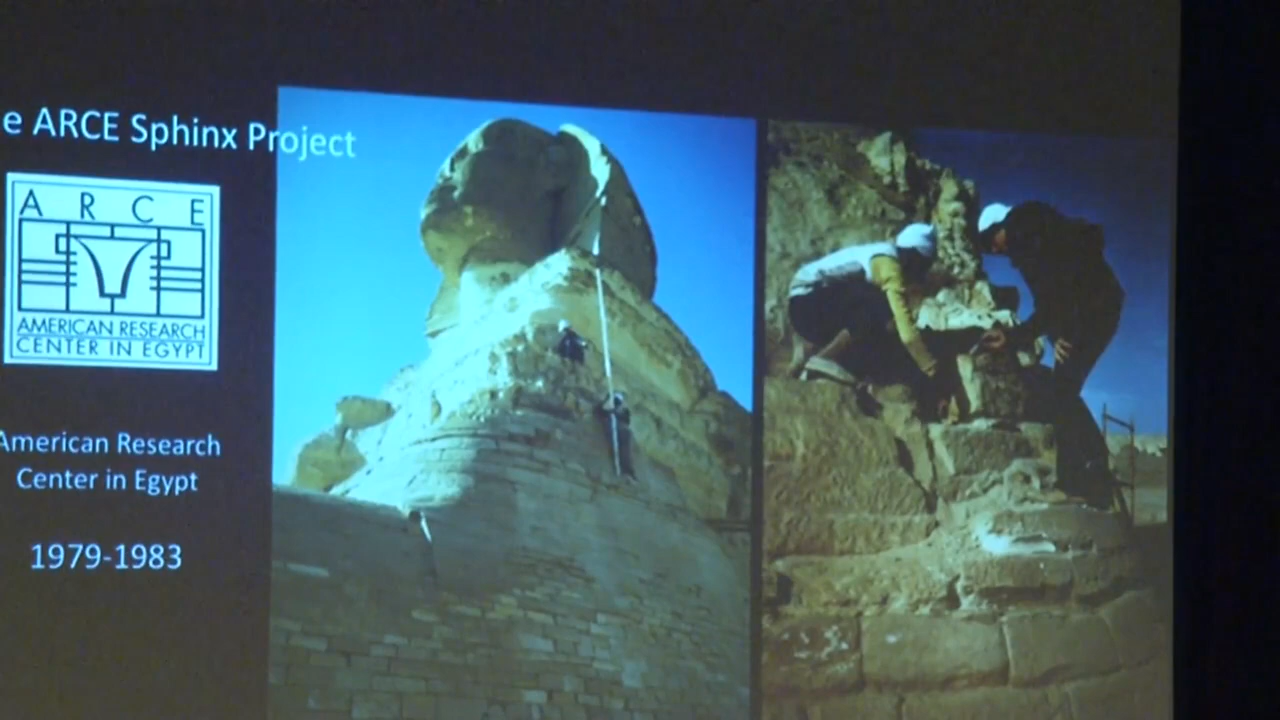 e ARCE Sphinx Project
A R C E
AMERICAN RESEARCH
CENTER IN EGYPT
American Research
Center in Egypt
1979-1983